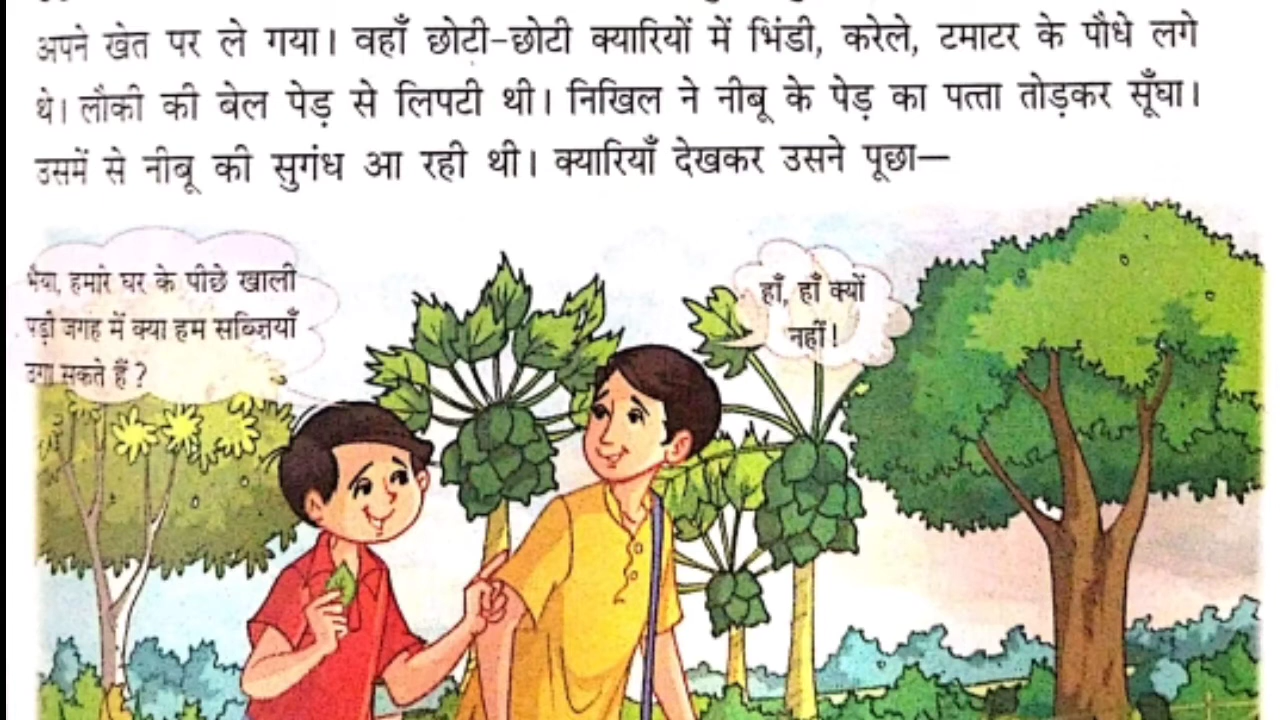 अपने खेत पर ले गया। वहाँ छोटी-छोटी क्यारियों में भिंडी, करेले, टमाटर के पौधे लगे
थे। लौकी की बेल पेड़ से लिपटी थी। निखिल ने नीबू के पेड़ का पत्ता तोड़कर सूँघा।
उसमें से नीबू की सुगंध आ रही थी। क्यारियाँ देखकर उसने पूछा—
भैया, हमारे घर के पीछे खाली
पड़ी जगह में क्या हम सब्ज़ियाँ
उगा सकते हैं?
हाँ, हाँ क्यों
नहीं!